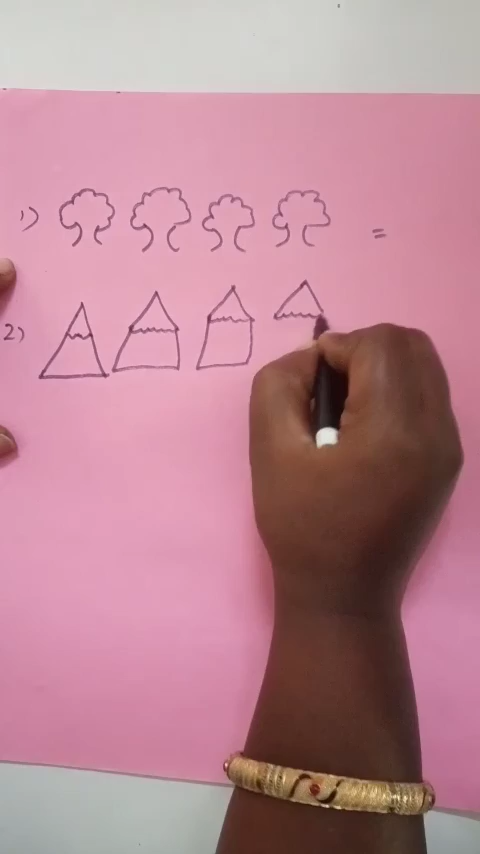 1) =
2)